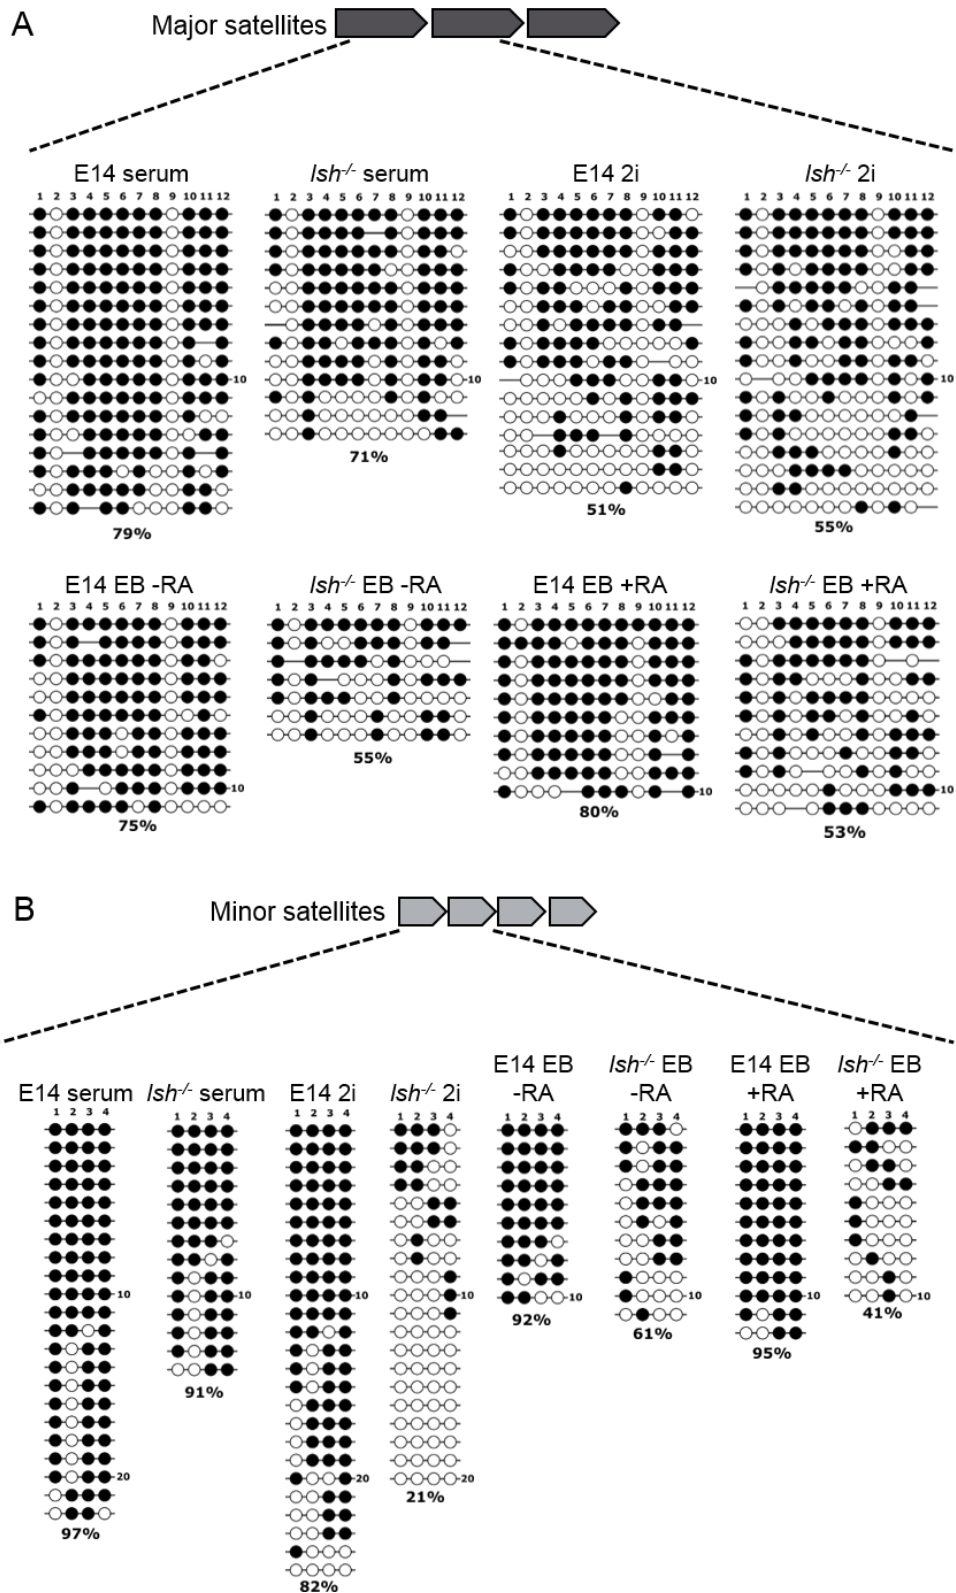 A
Major satellites
E14 serum
lsh-/- serum
E14 2i
lsh-/- 2i
1 2 3 4 5 6 7 8 9 10 11 12
1 2 3 4 5 6 7 8 9 10 11 12
1 2 3 4 5 6 7 8 9 10 11 12
1 2 3 4 5 6 7 8 9 10 11 12
10
10
10
10
71%
51%
55%
79%
E14 EB -RA
lsh-/- EB -RA
E14 EB +RA
lsh-/- EB +RA
1 2 3 4 5 6 7 8 9 10 11 12
1 2 3 4 5 6 7 8 9 10 11 12
1 2 3 4 5 6 7 8 9 10 11 12
1 2 3 4 5 6 7 8 9 10 11 12
55%
10
10
10
75%
80%
53%
B
Minor satellites
E14 serum
lsh-/- serum
E14 2i
lsh-/- 2i
E14 EB
-RA
lsh-/- EB
-RA
E14 EB
+RA
lsh-/- EB
+RA
1 2 3 4
1 2 3 4
1 2 3 4
1 2 3 4
1 2 3 4
1 2 3 4
1 2 3 4
1 2 3 4
10
10
10
10
10
10
10
10
92%
61%
95%
41%
91%
20
20
20
97%
21%
82%